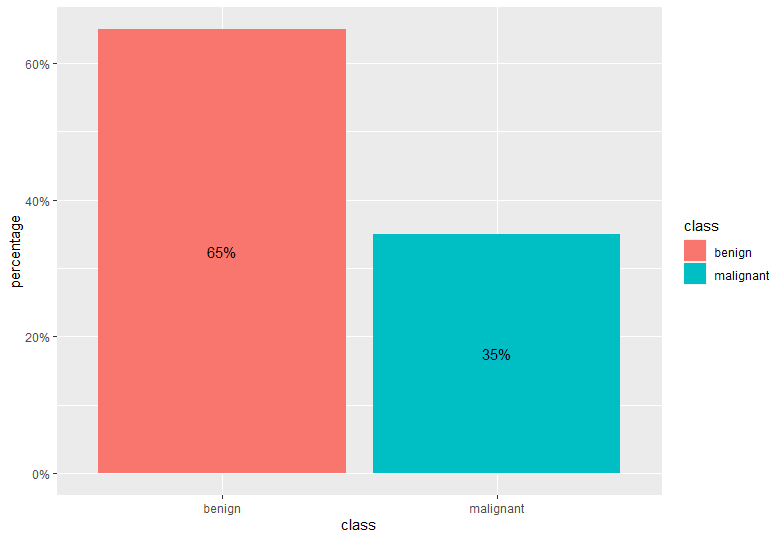 60%
40%
20%
0%
percentage
65%
35%
benign
malignant
class
class
benign
malignant